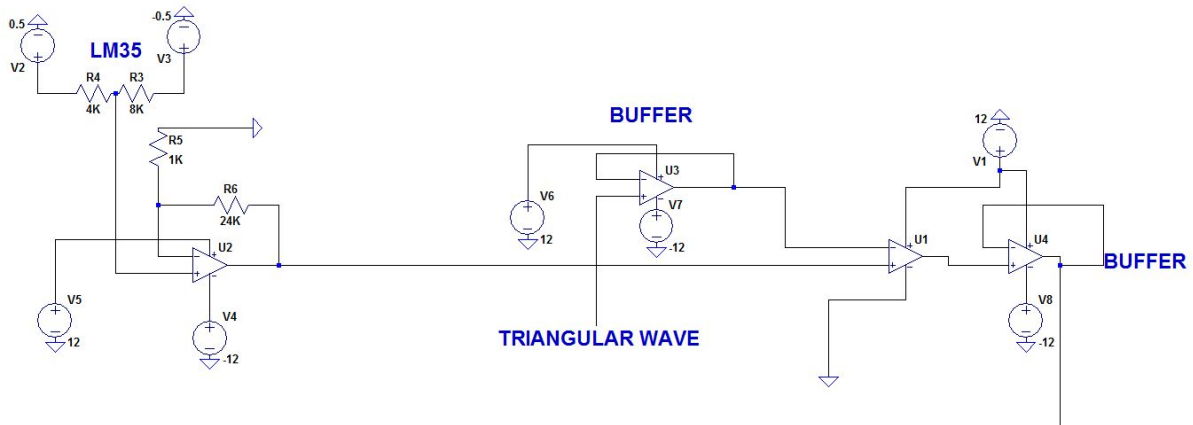 0.5
-0.5
LM35
V2
V3
R4
R3
4K
8K
R5
1K
R6
24K
U2
V5
12
V4
-12
BUFFER
V6
12
U3
V7
-12
TRIANGULAR WAVE
12
V1
U1
U4
BUFFER
V8
-12